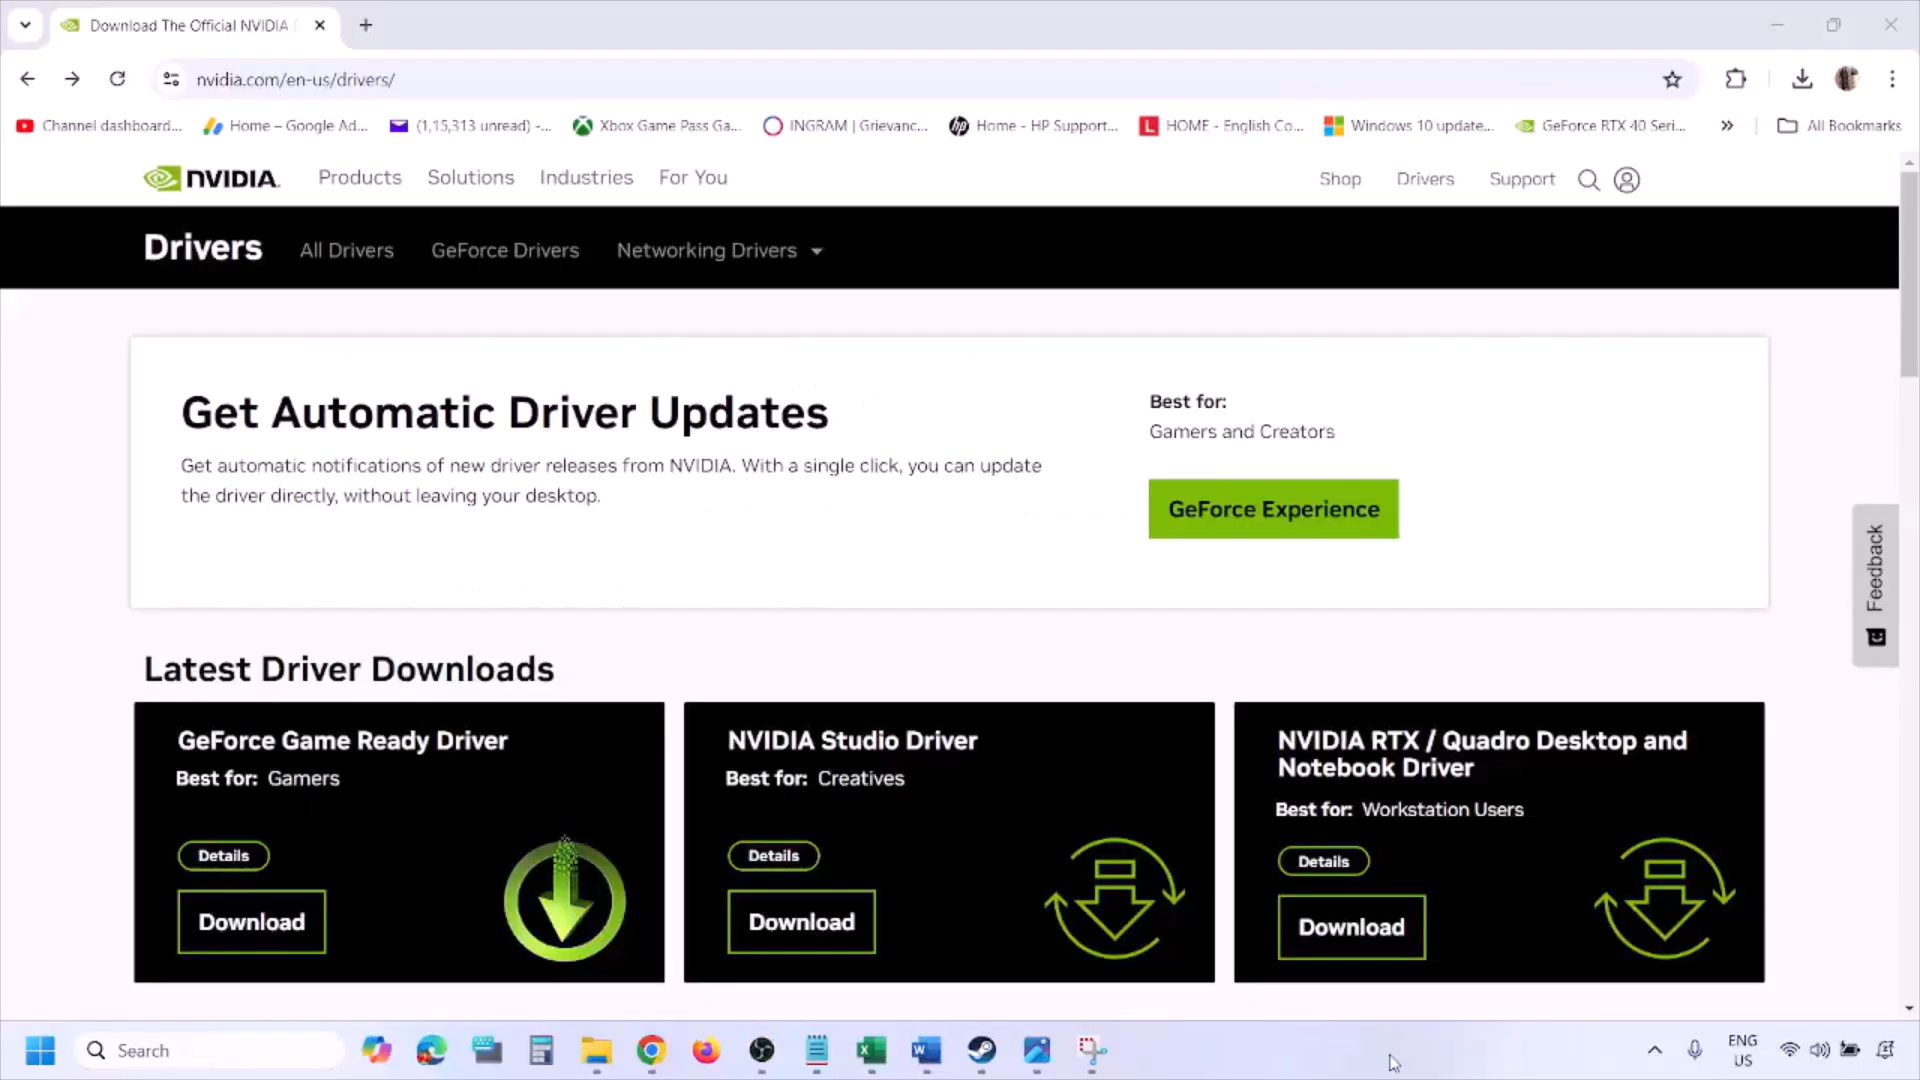 Download The Official NVIDIA
nvidia.com/en-us/drivers/
Channel dashboard...
Home – Google Ad...
(1,15,313 unread) -...
Xbox Game Pass Ga...
INGRAM | Grievanc...
Home - HP Support...
HOME - English Co...
Windows 10 update...
GeForce RTX 40 Seri...
All Bookmarks
NVIDIA.
Products
Solutions
Industries
For You
Shop
Drivers
Support
Drivers
All Drivers
GeForce Drivers
Networking Drivers
Get Automatic Driver Updates
Get automatic notifications of new driver releases from NVIDIA. With a single click, you can update
the driver directly, without leaving your desktop.
Best for:
Gamers and Creators
GeForce Experience
Feedback
Latest Driver Downloads
GeForce Game Ready Driver
Best for: Gamers
Details
Download
NVIDIA Studio Driver
Best for: Creatives
Details
Download
NVIDIA RTX / Quadro Desktop and
Notebook Driver
Best for: Workstation Users
Details
Download
Search
ENG
US